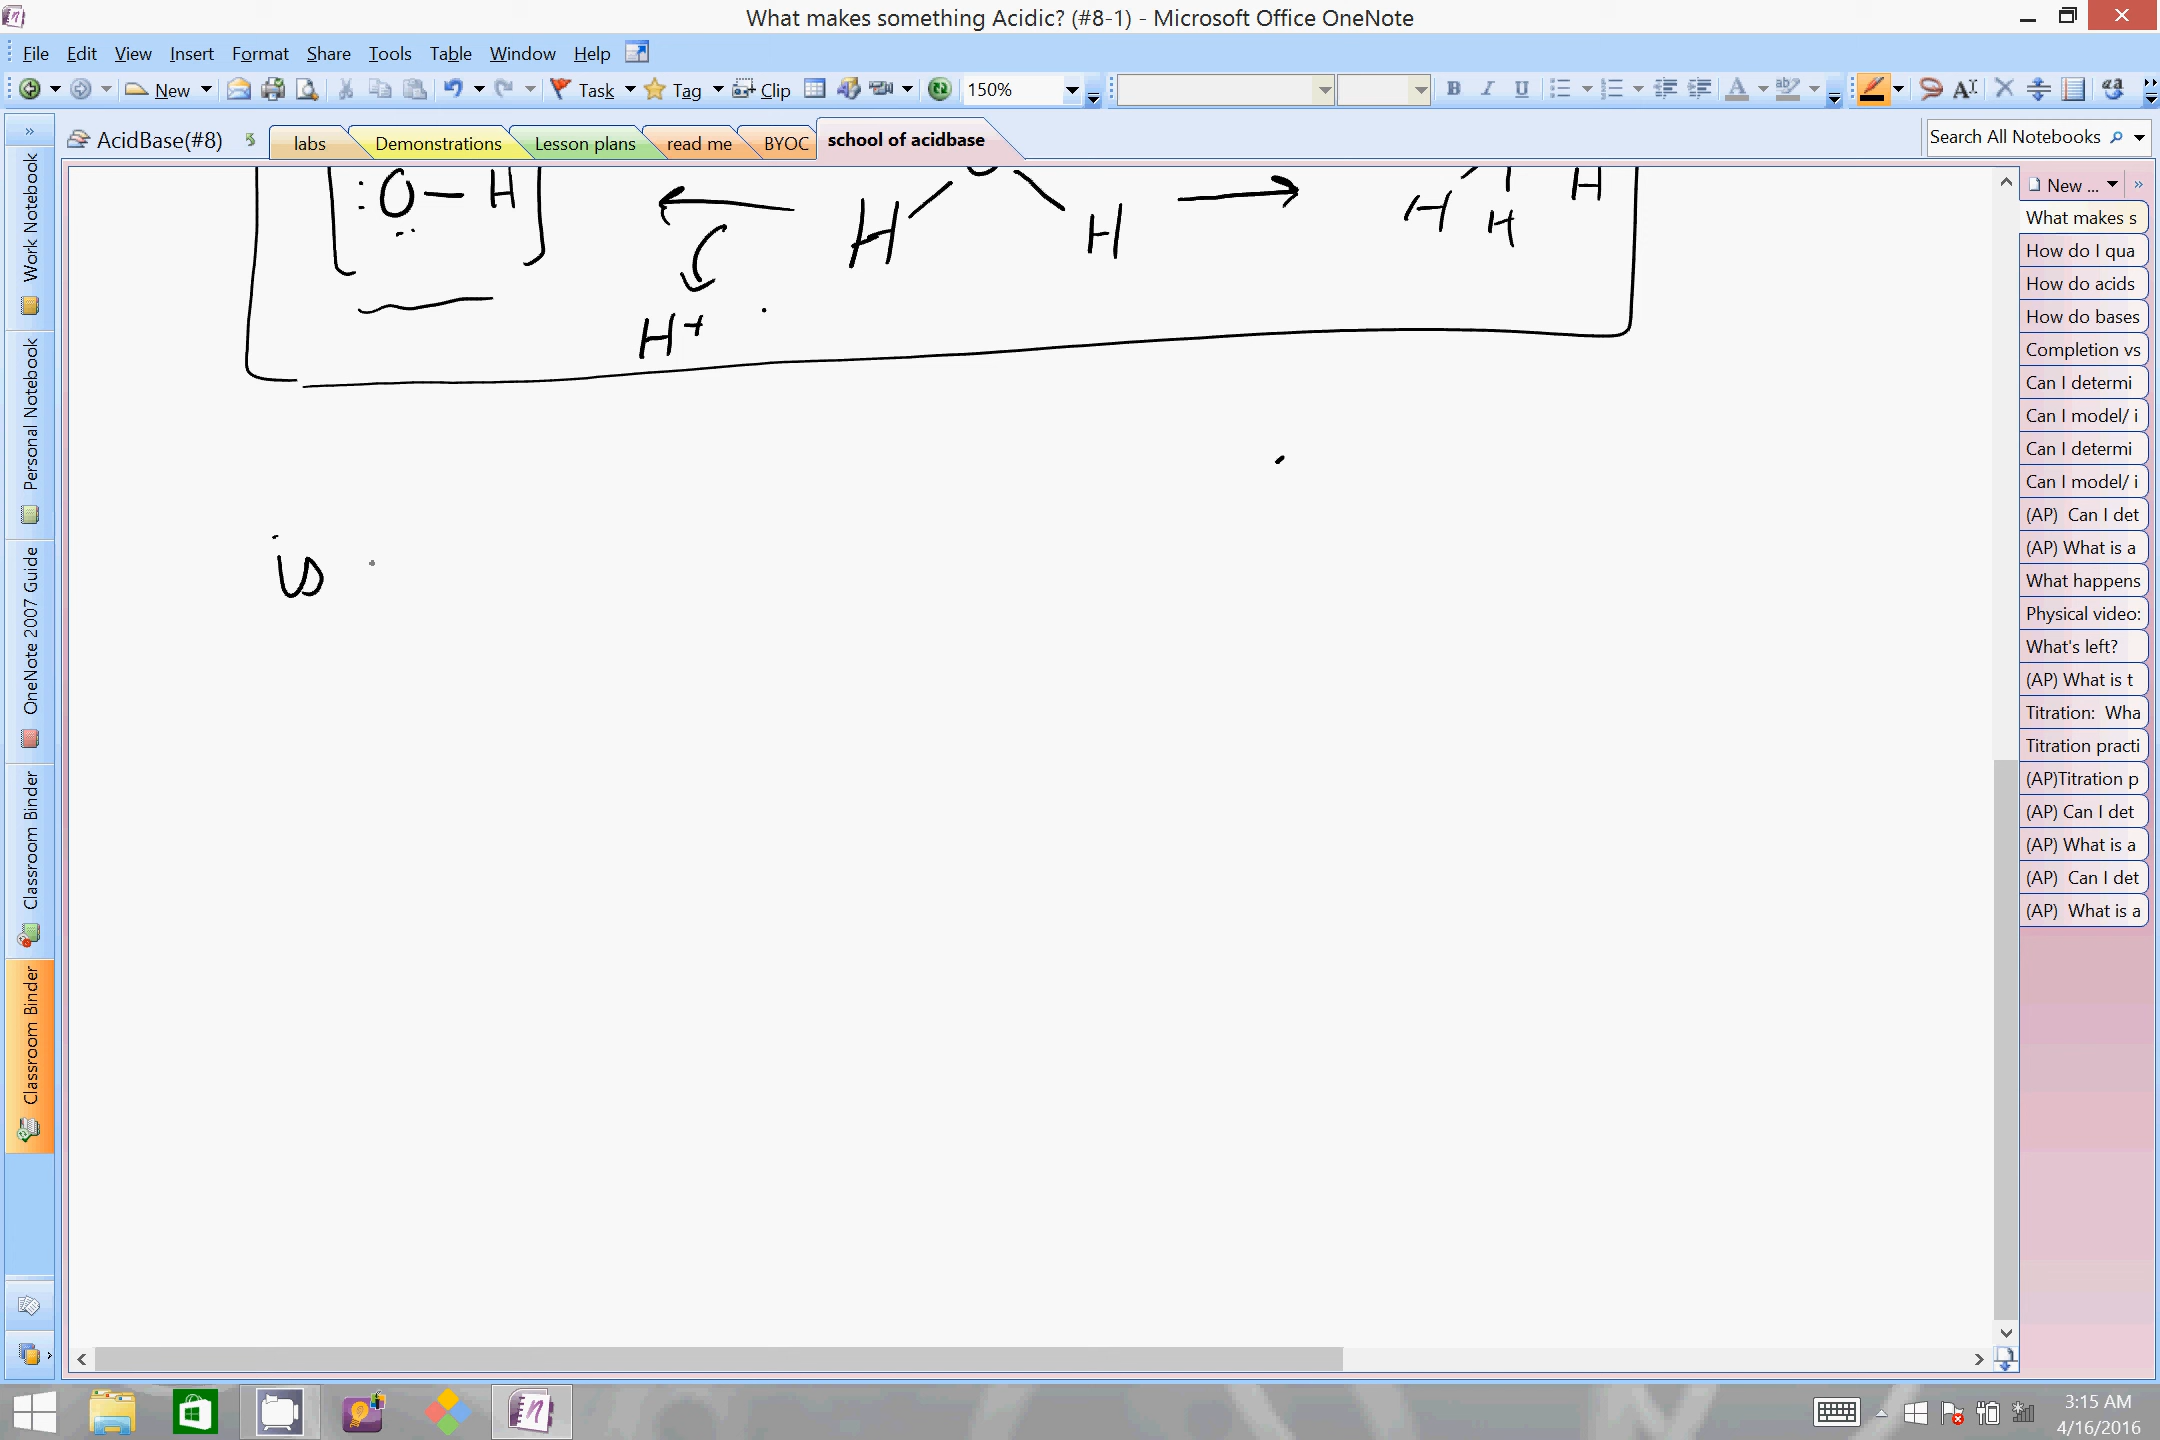 What makes something Acidic? (#8-1) - Microsoft Office OneNote
File Edit View Insert Format Share Tools Table Window Help
New Task Tag Clip 150% B I U
AcidBase(#8) labs Demonstrations Lesson plans read me BYOC school of acidbase Search All Notebooks
Work Notebook
Personal Notebook
OneNote 2007 Guide
Classroom Binder
Classroom Binder
:O—H
H H
H H H
H+
is
New ...
What makes s
How do I qua
How do acids
How do bases
Completion vs
Can I determi
Can I model/ i
Can I determi
Can I model/ i
(AP) Can I det
(AP) What is a
What happens
Physical video:
What's left?
(AP) What is t
Titration: Wha
Titration practi
(AP)Titration p
(AP) Can I det
(AP) What is a
(AP) Can I det
(AP) What is a
3:15 AM
4/16/2016